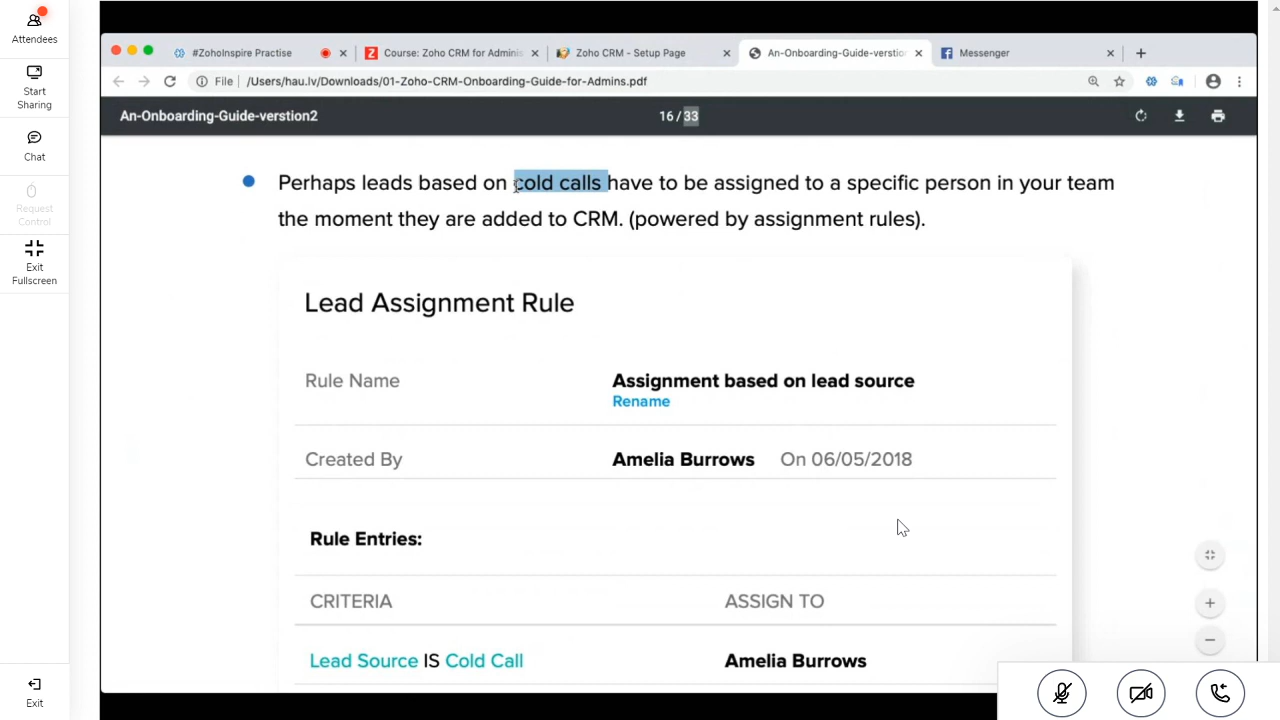 Attendees
Start
Sharing
Chat
Request
Control
Exit
Fullscreen
Exit
#ZohoInspire Practise
Course: Zoho CRM for Adminis
Zoho CRM - Setup Page
An-Onboarding-Guide-verstion
Messenger
File
/Users/hau.lv/Downloads/01-Zoho-CRM-Onboarding-Guide-for-Admins.pdf
An-Onboarding-Guide-verstion2
16 / 33
Perhaps leads based on cold calls have to be assigned to a specific person in your team
the moment they are added to CRM. (powered by assignment rules).
Lead Assignment Rule
Rule Name Assignment based on lead source
Rename
Created By Amelia Burrows On 06/05/2018
Rule Entries:
CRITERIA ASSIGN TO
Lead Source IS Cold Call Amelia Burrows